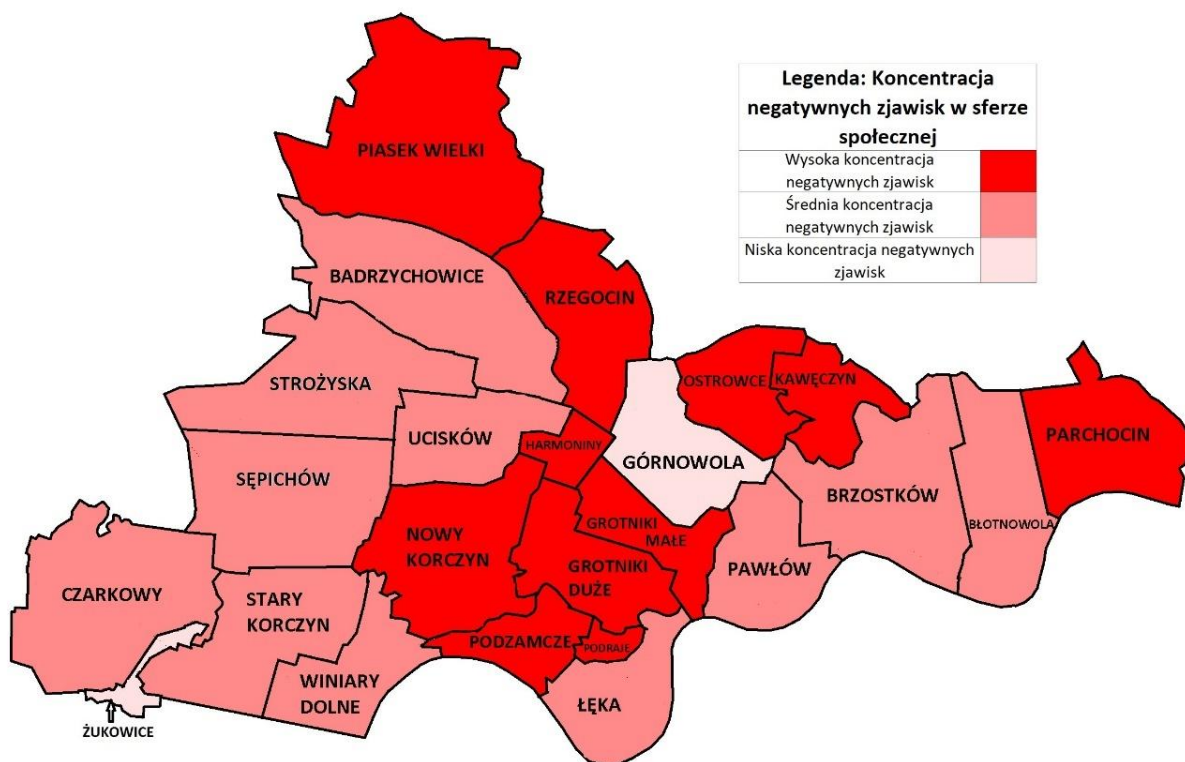 Legenda: Koncentracja
negatywnych zjawisk w sferze
społecznej
Wysoka koncentracja
negatywnych zjawisk
Średnia koncentracja
negatywnych zjawisk
Niska koncentracja negatywnych
zjawisk
PIASEK WIELKI
BADRZYCHOWICE
RZEGOCIN
STROŻYSKA
OSTROWCE
KAWĘCZYN
UCISKÓW
HARMONINY
GÓRNOWOLA
PARCHOCIN
SĘPICHÓW
BRZOSTKÓW
BŁOTNOWOLA
NOWY
KORCZYN
GROTNIKI
MAŁE
GROTNIKI
DUŻE
PAWŁÓW
CZARKOWY
STARY
KORCZYN
PODZAMCZE
PODRAJE
WINIARY
DOLNE
ŁĘKA
ŻUKOWICE